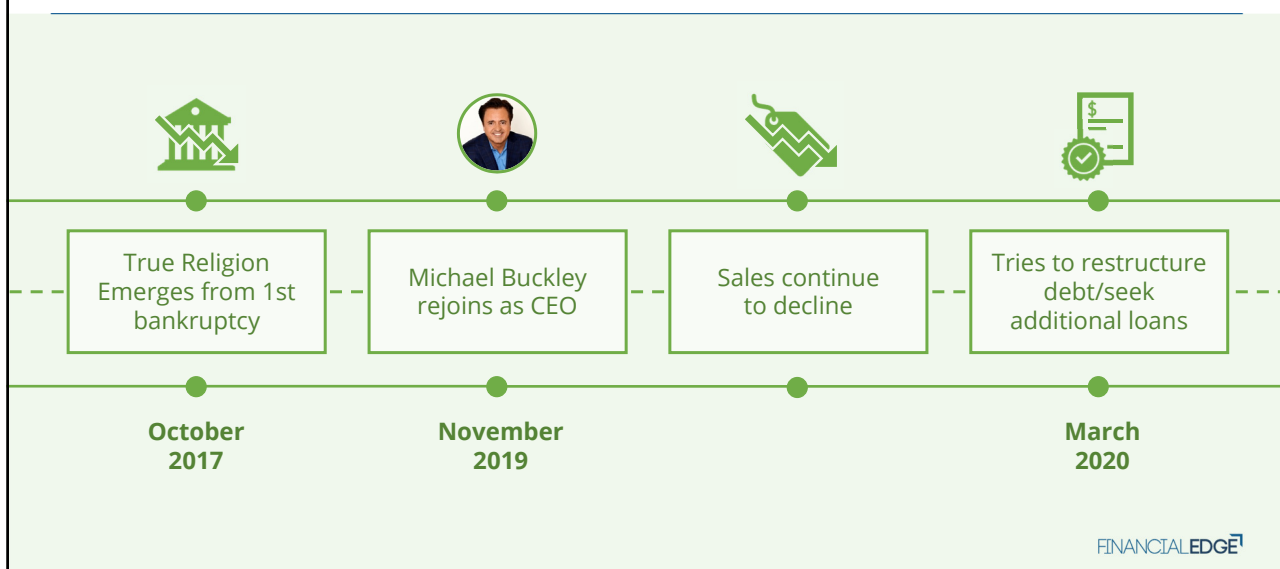 $
True Religion
Emerges from 1st
bankruptcy
Michael Buckley
rejoins as CEO
Sales continue
to decline
Tries to restructure
debt/seek
additional loans
October
2017
November
2019
March
2020
FINANCIALEDGE